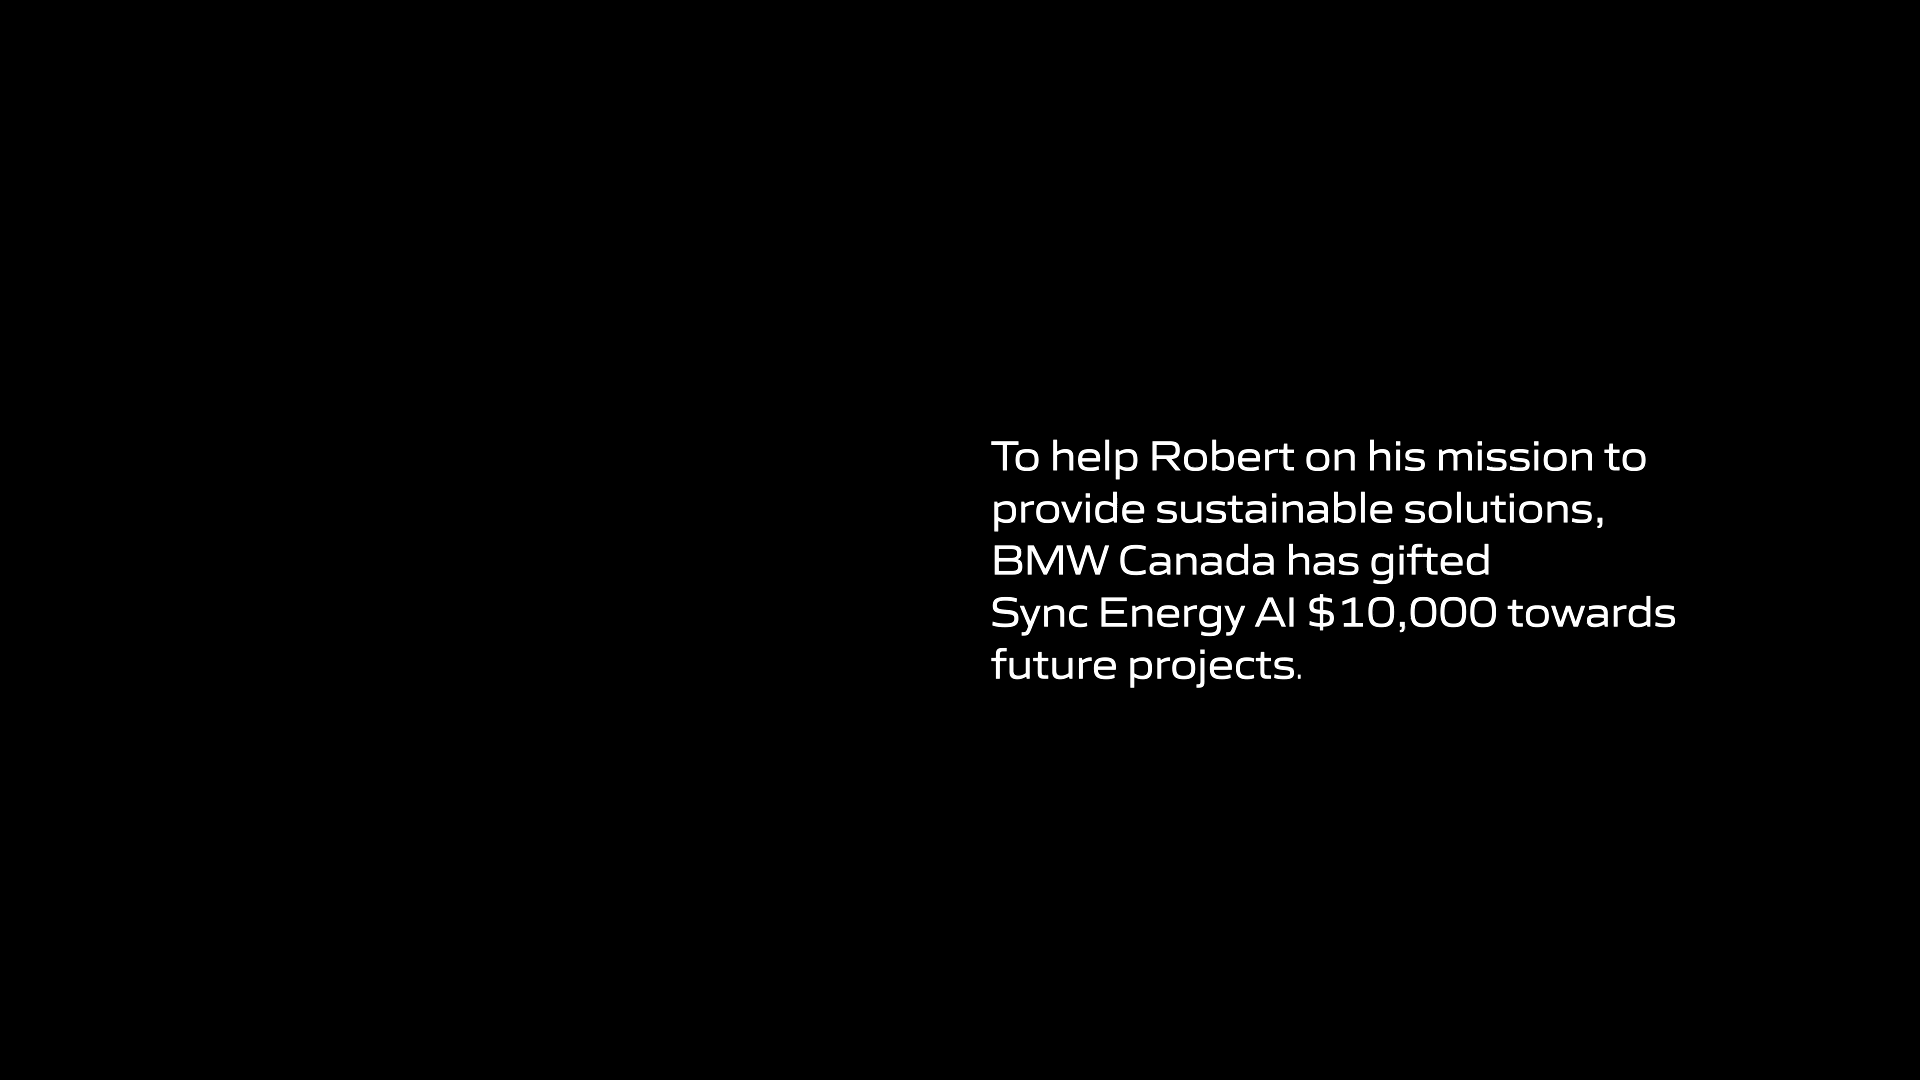 To help Robert on his mission to
provide sustainable solutions,
BMW Canada has gifted
Sync Energy AI $10,000 towards
future projects.